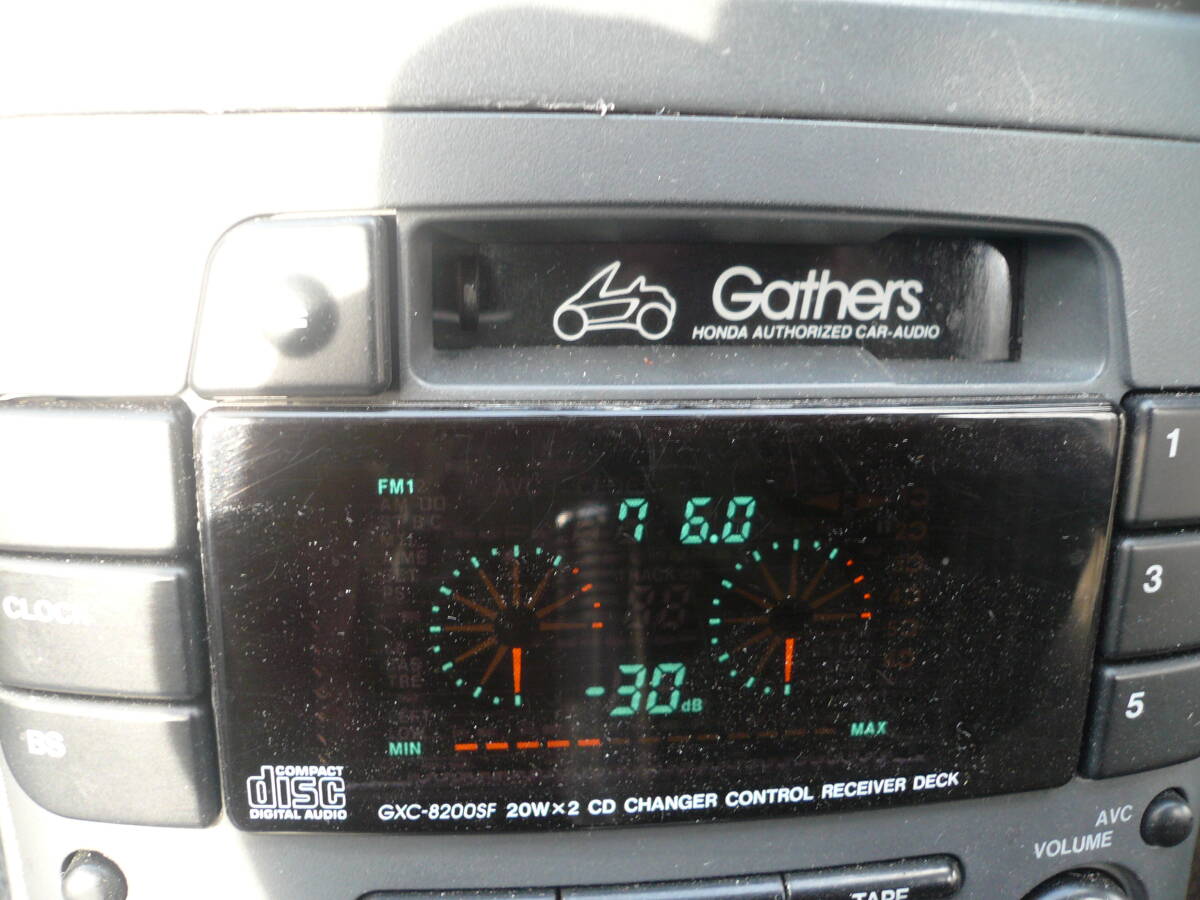 Gathers
HONDA AUTHORIZED CAR-AUDIO
1
FM1
76.0
CLOCK
3
-30dB
5
BS
MIN
MAX
COMPACT
disc
DIGITAL AUDIO
GXC-8200SF 20W×2 CD CHANGER CONTROL RECEIVER DECK
AVC
VOLUME
TAPE